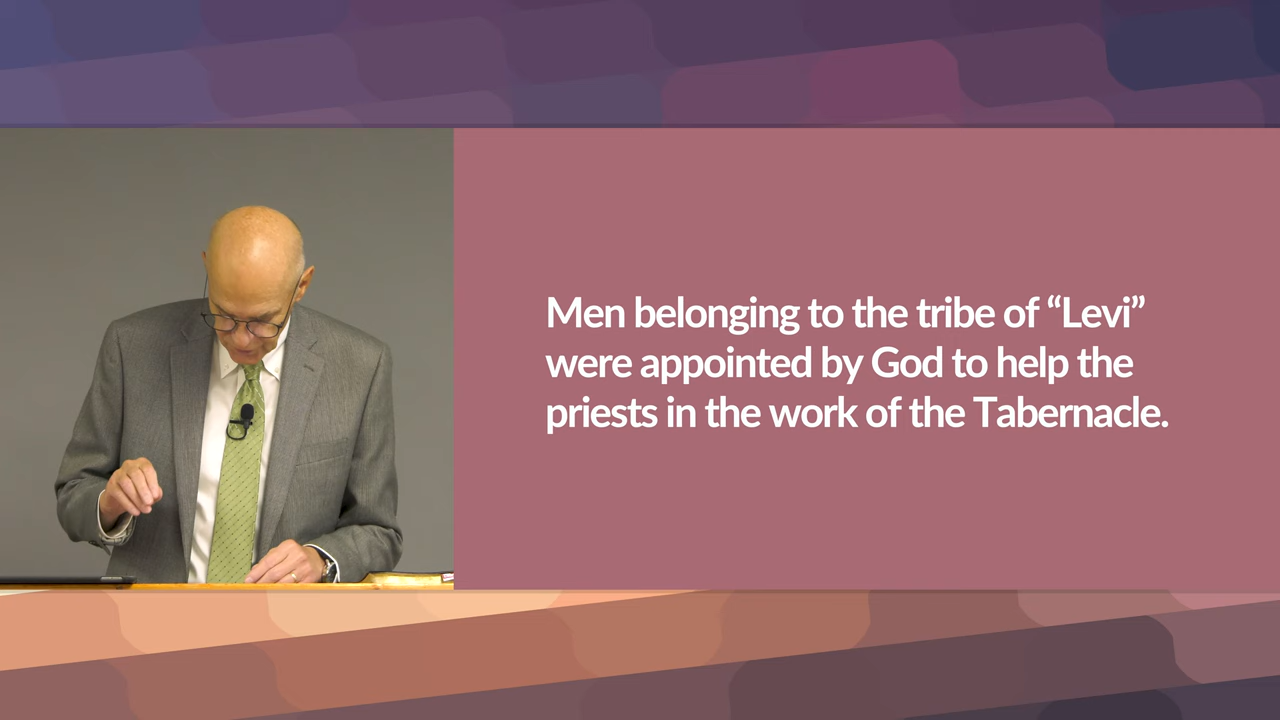 Men belonging to the tribe of “Levi”
were appointed by God to help the
priests in the work of the Tabernacle.